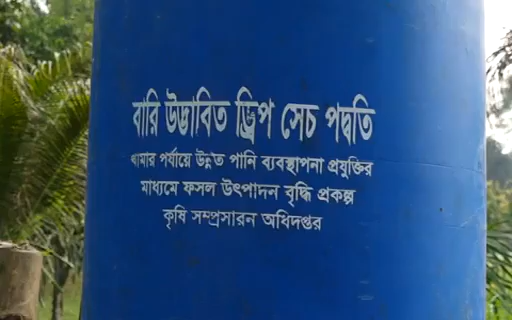 বারি উদ্ভাবিত ড্রিপ সেচ পদ্বতি
খামার পর্যায়ে উন্নত পানি ব্যবস্থাপনা প্রযুক্তির
মাধ্যমে ফসল উৎপাদন বৃদ্ধি প্রকল্প
কৃষি সম্প্রসারন অধিদপ্তর